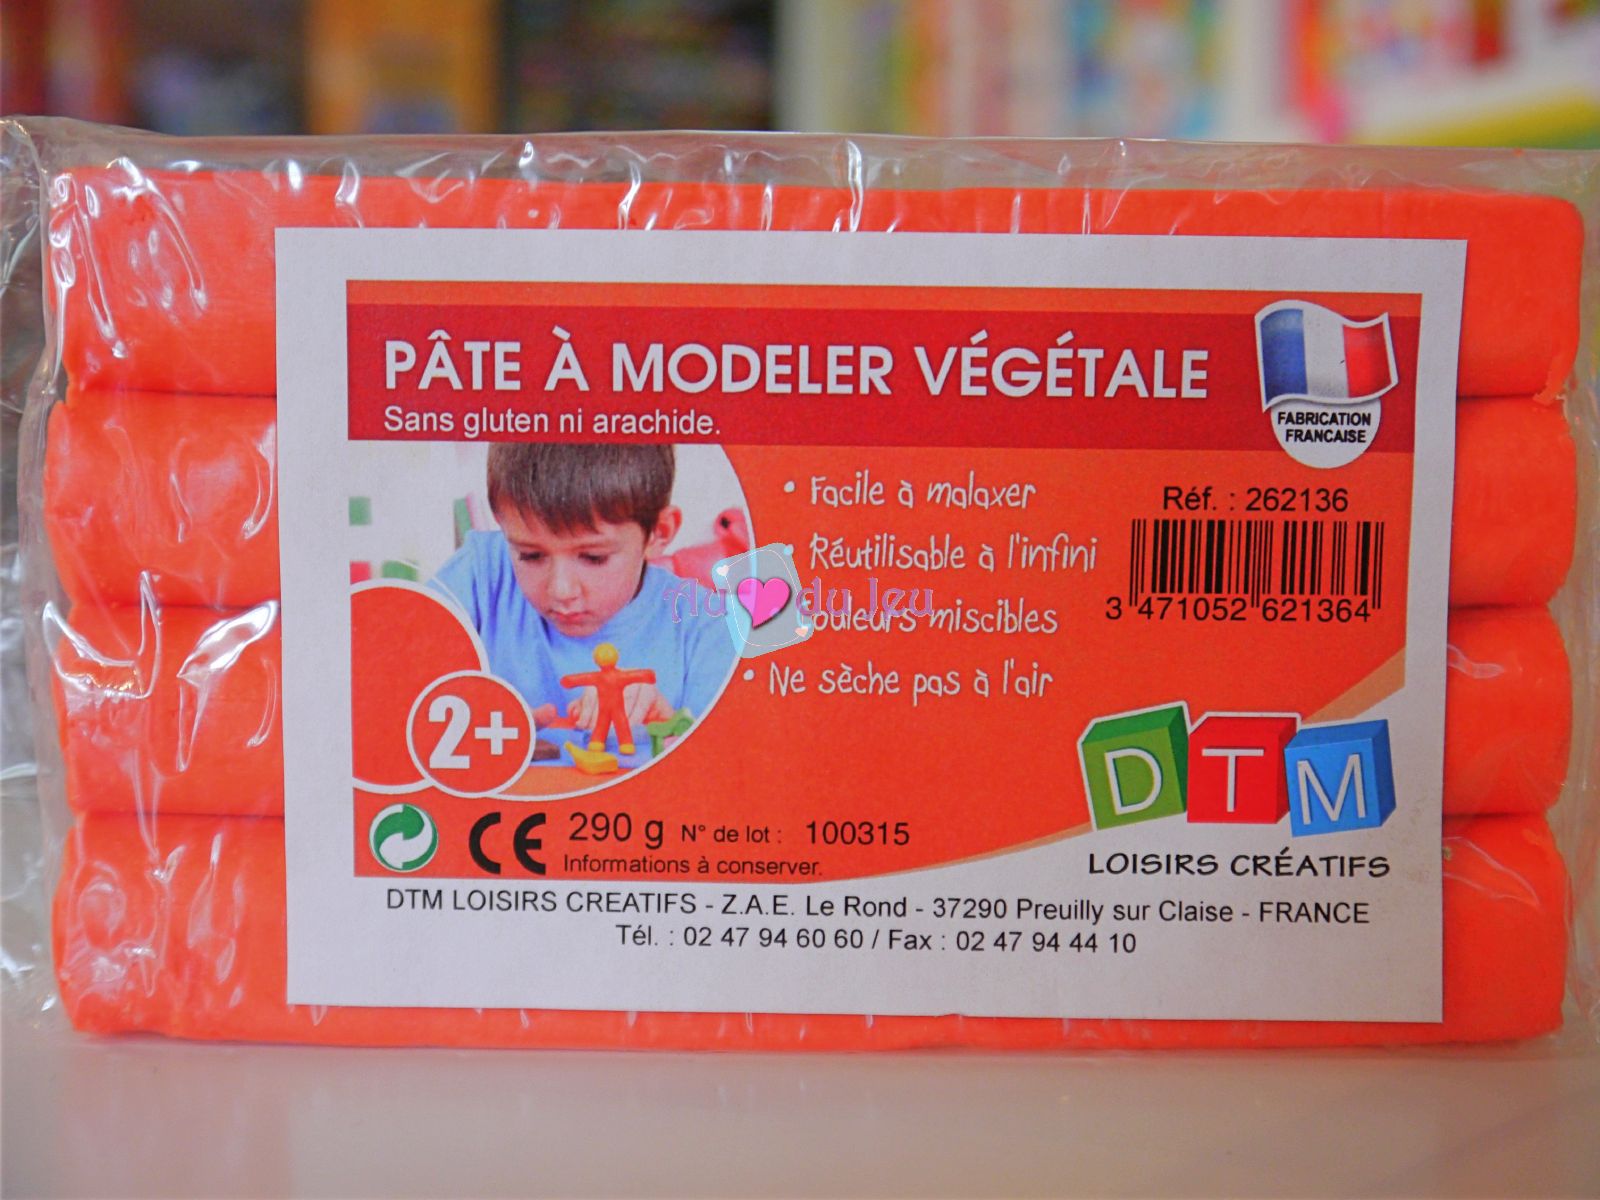 PÂTE À MODELER VÉGÉTALE
Sans gluten ni arachide.
FABRICATION
FRANCAISE
• Facile à malaxer
• Réutilisable à l'infini
Couleurs miscibles
• Ne sèche pas à l'air
Au du Jeu
Réf. : 262136
3 471052 621364
2+
CE 290 g N° de lot : 100315
Informations à conserver.
D T M
LOISIRS CRÉATIFS
DTM LOISIRS CREATIFS - Z.A.E. Le Rond - 37290 Preuilly sur Claise - FRANCE
Tél. : 02 47 94 60 60 / Fax : 02 47 94 44 10